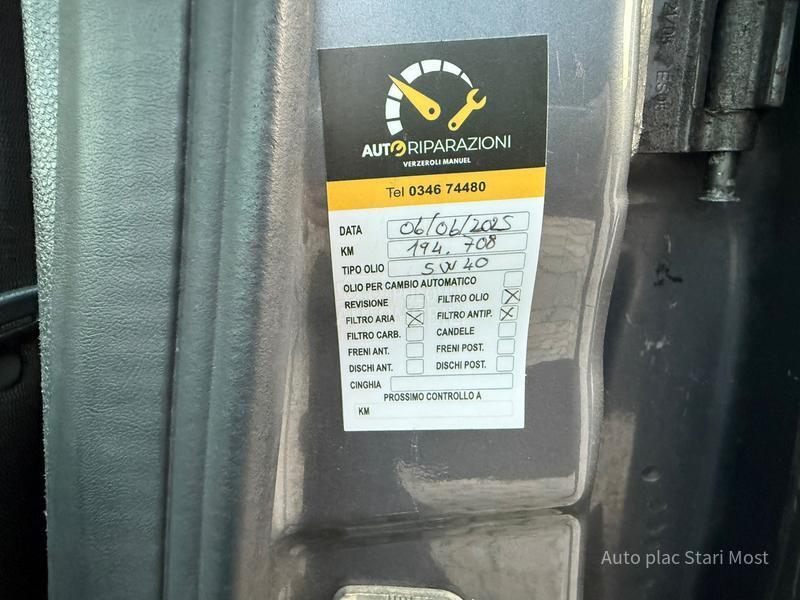 AUTORIPARAZIONI
VERZEROLI MANUEL
Tel 0346 74480
DATA 06/06/2025
KM 194.708
TIPO OLIO 5W40
OLIO PER CAMBIO AUTOMATICO
REVISIONE FILTRO OLIO X
FILTRO ARIA X FILTRO ANTIP. X
FILTRO CARB. CANDELE
FRENI ANT. FRENI POST.
DISCHI ANT. DISCHI POST.
CINGHIA
PROSSIMO CONTROLLO A
KM
Auto plac Stari Most